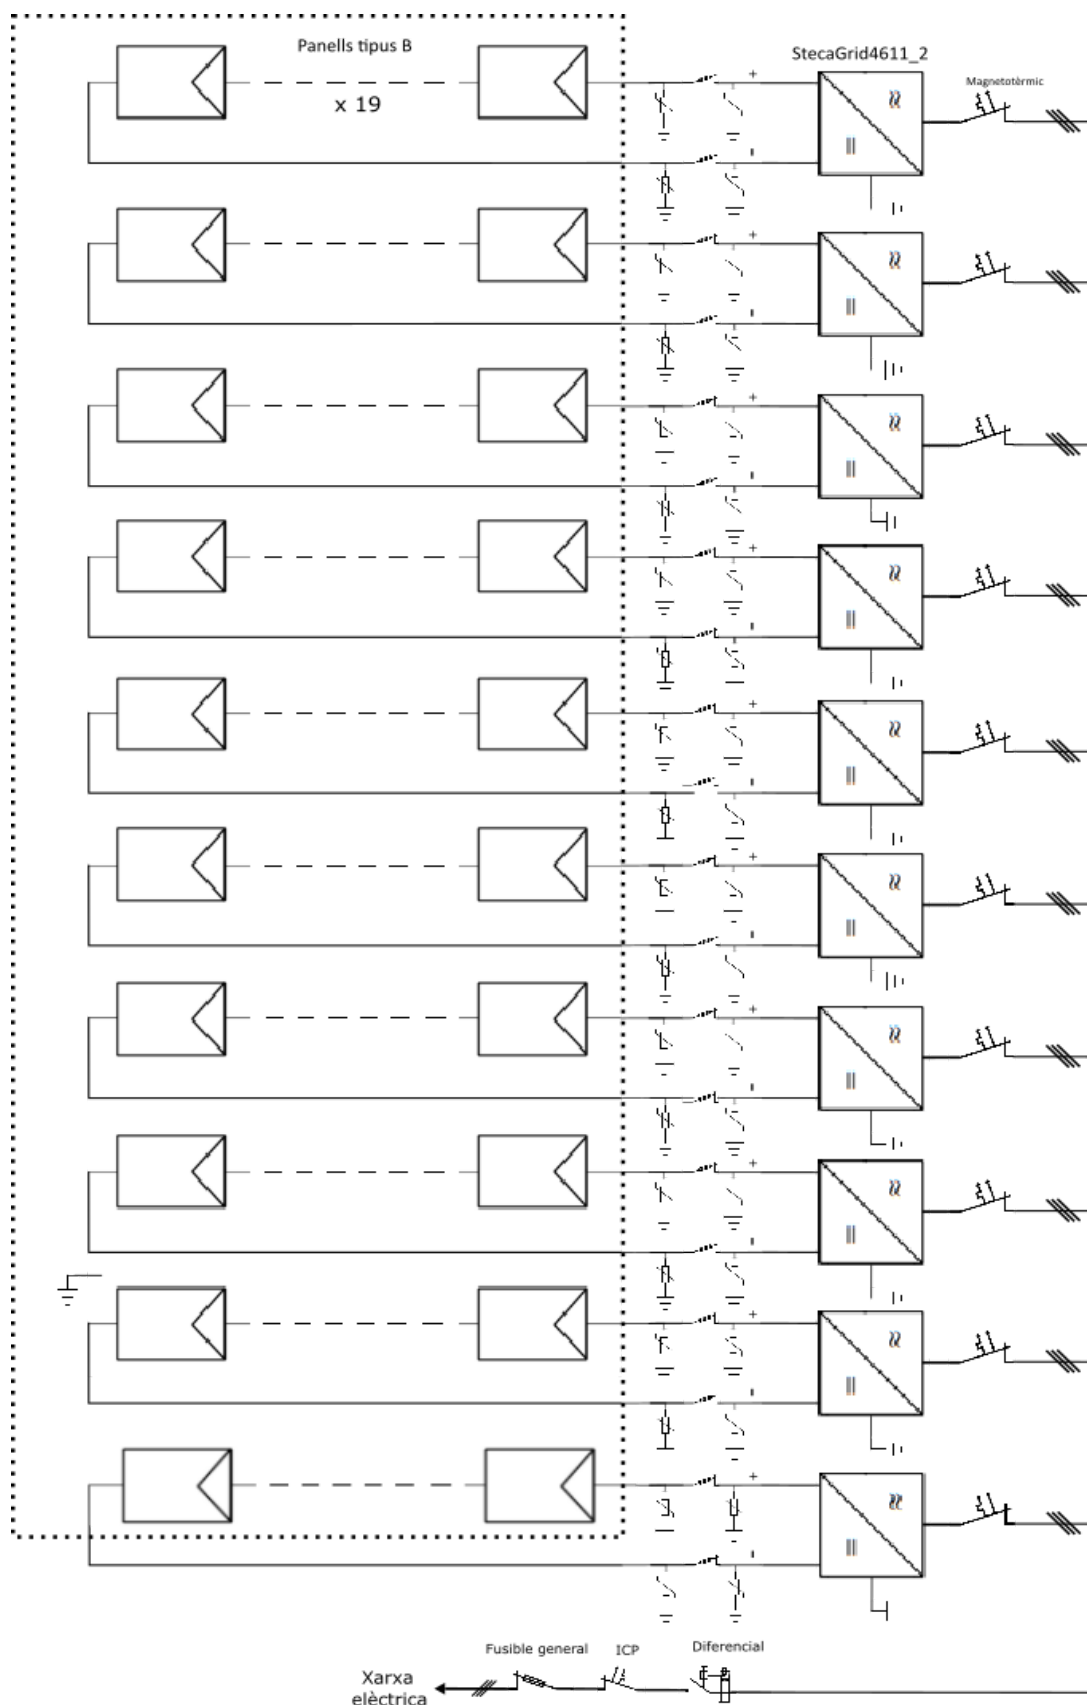 Panells tipus B
x 19
StecaGrid4611_2
Magnetotèrmic
Fusible general
ICP
Diferencial
Xarxa
elèctrica